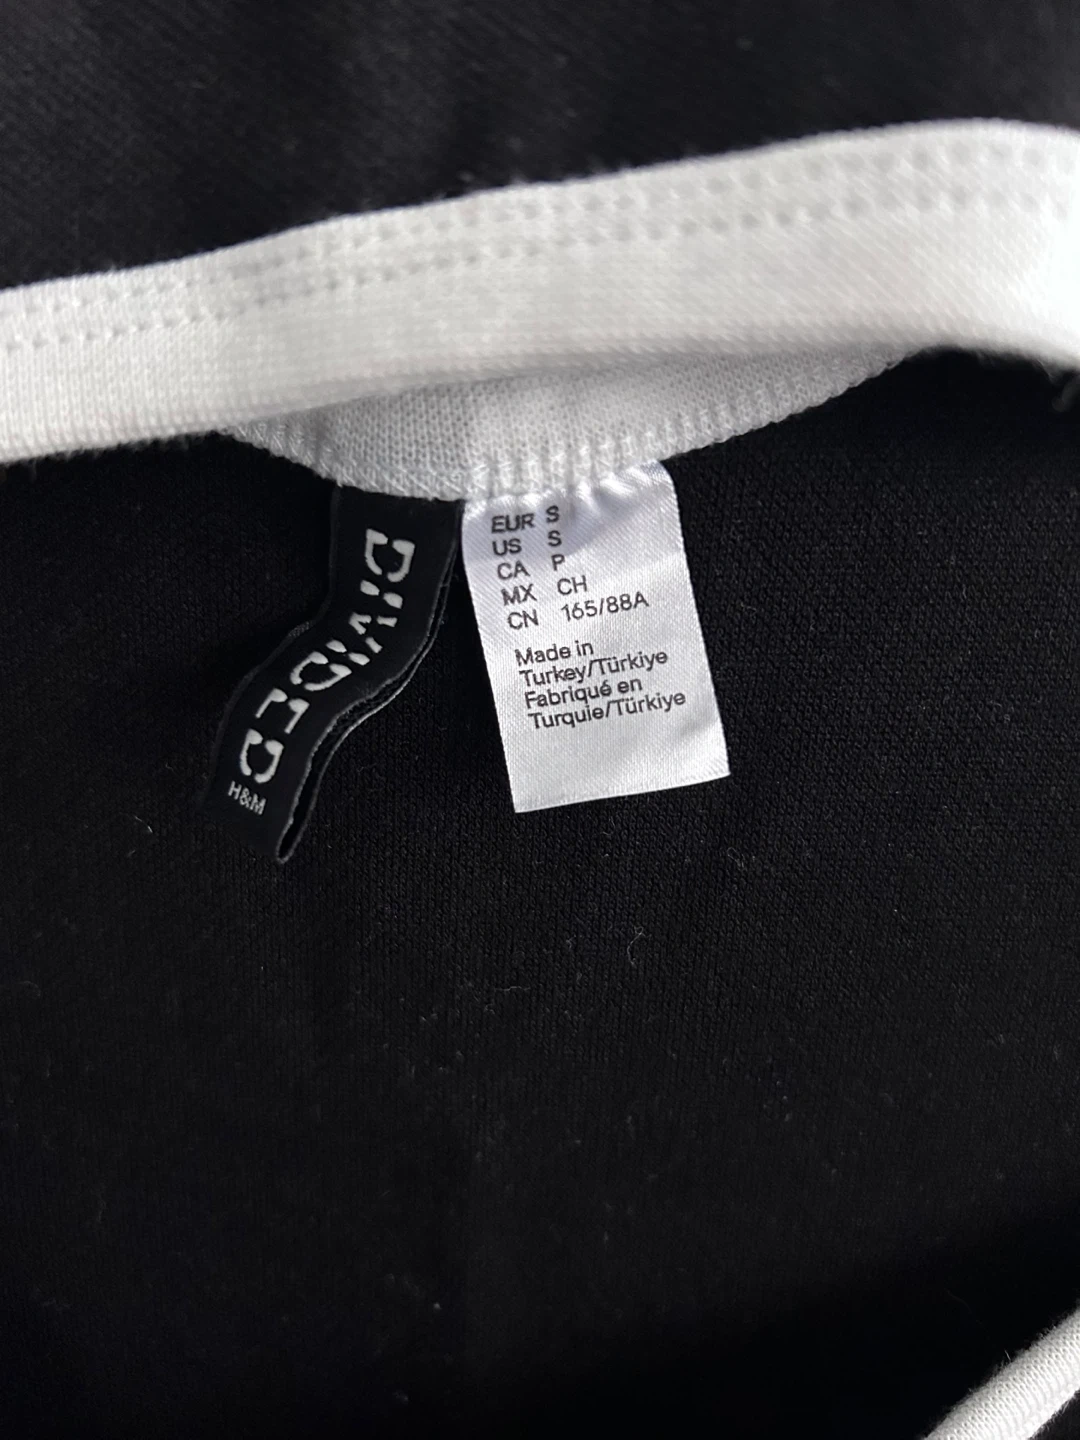 DIVIDED
H&M
EUR S
US S
CA P
MX CH
CN 165/88A
Made in
Turkey/Türkiye
Fabriqué en
Turquie/Türkiye